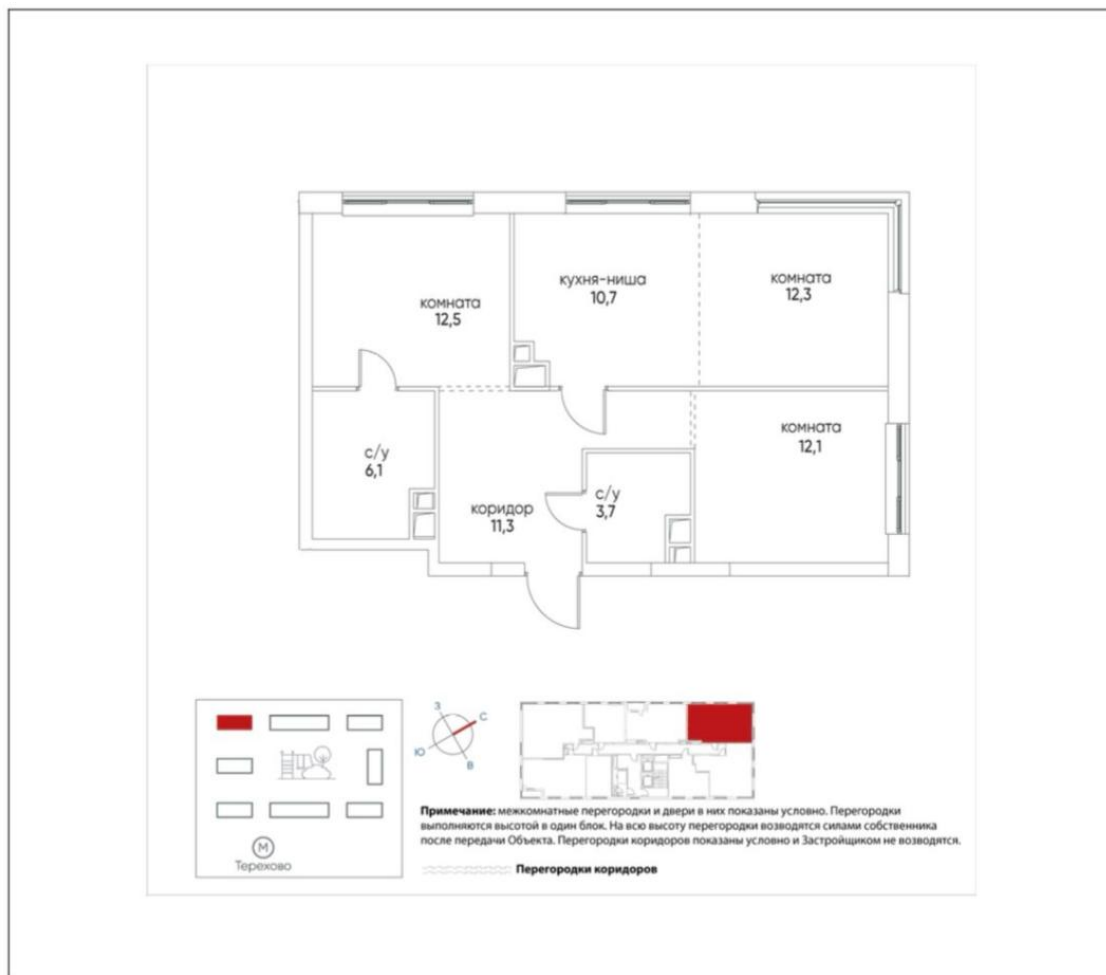 кухня-ниша
10,7
комната
12,3
комната
12,5
комната
12,1
с/у
6,1
с/у
3,7
коридор
11,3
З
С
Ю
В
М
Терехово
Примечание: межкомнатные перегородки и двери в них показаны условно. Перегородки
выполняются высотой в один блок. На всю высоту перегородки возводятся силами собственника
после передачи Объекта. Перегородки коридоров показаны условно и Застройщиком не возводятся.
Перегородки коридоров